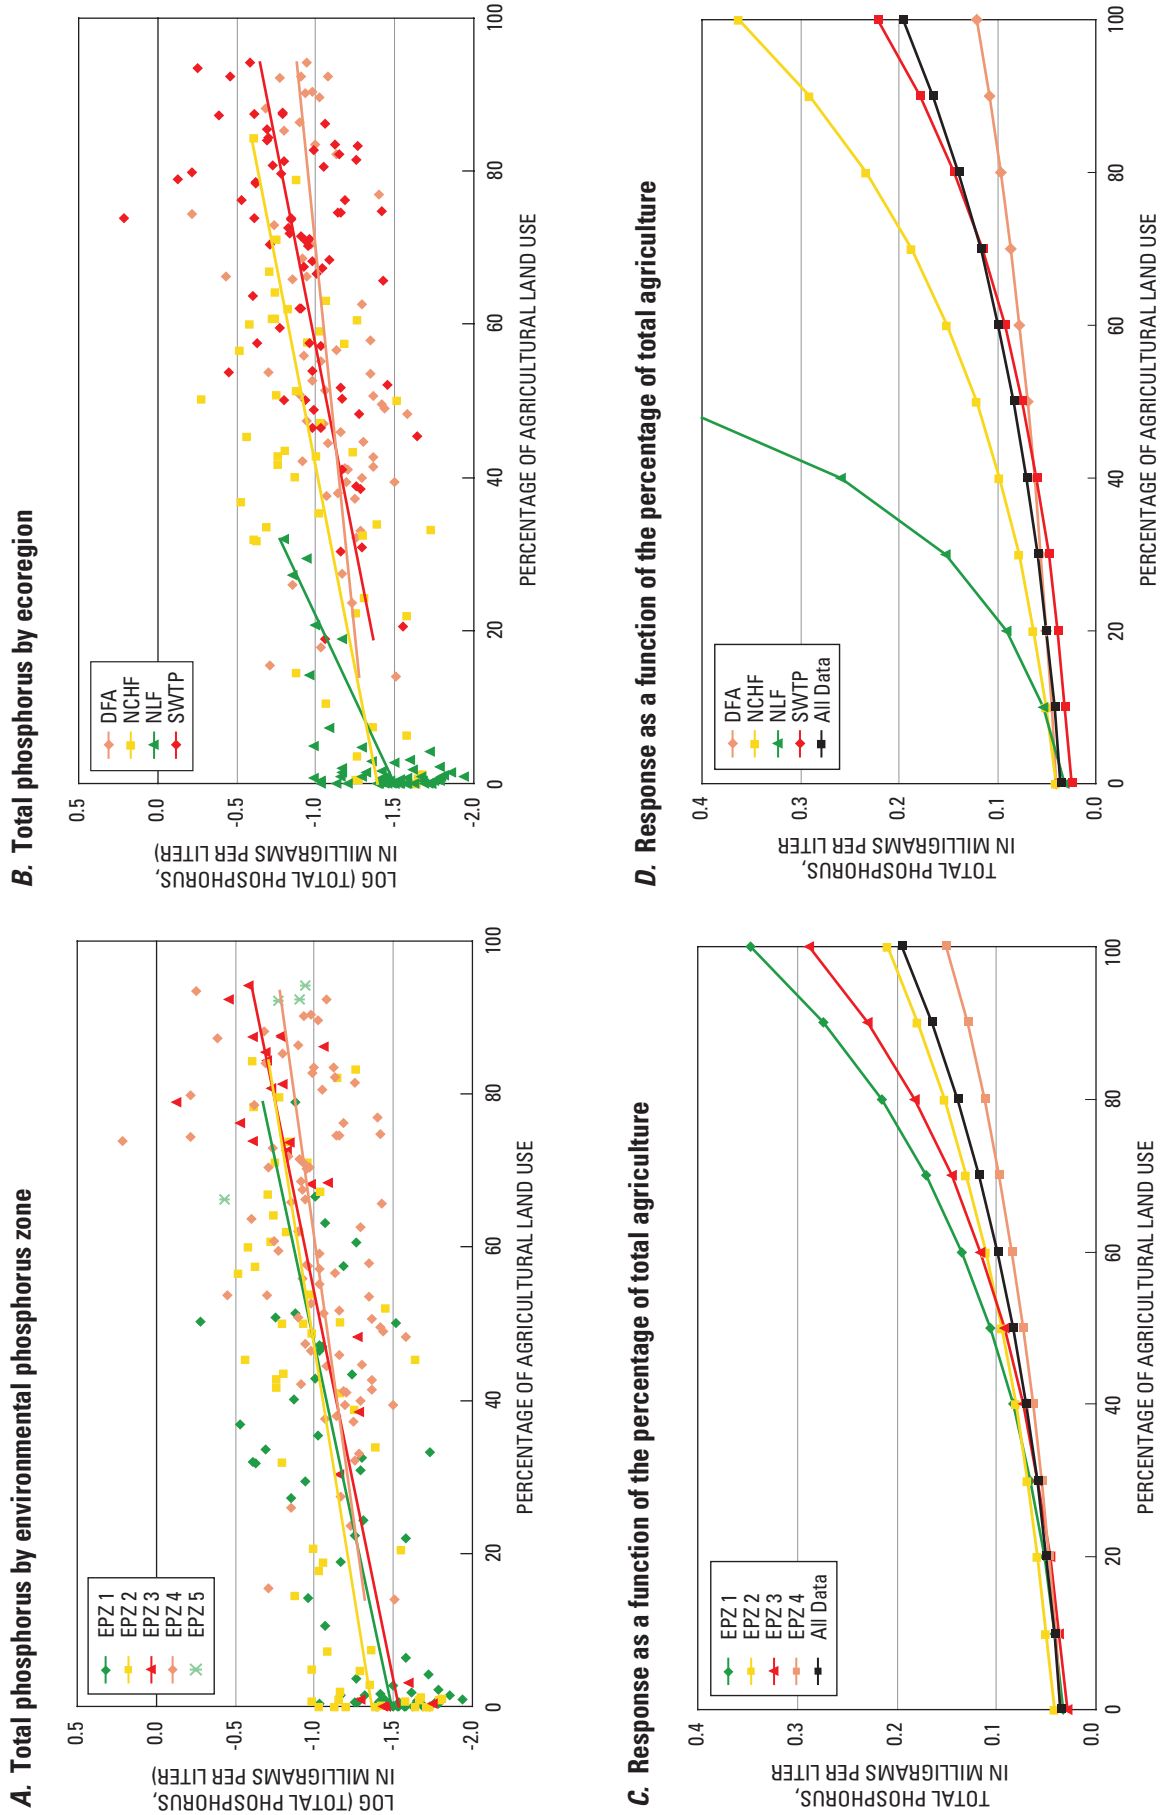 A. Total phosphorus by environmental phosphorus zone
0.5
0.0
-0.5
-1.0
-1.5
-2.0
LOG (TOTAL PHOSPHORUS,
IN MILLIGRAMS PER LITER)
EPZ 1
EPZ 2
EPZ 3
EPZ 4
EPZ 5
0 20 40 60 80 100
PERCENTAGE OF AGRICULTURAL LAND USE
B. Total phosphorus by ecoregion
0.5
0.0
-0.5
-1.0
-1.5
-2.0
LOG (TOTAL PHOSPHORUS,
IN MILLIGRAMS PER LITER)
DFA
NCHF
NLF
SWTP
0 20 40 60 80 100
PERCENTAGE OF AGRICULTURAL LAND USE
C. Response as a function of the percentage of total agriculture
0.4
0.3
0.2
0.1
0.0
TOTAL PHOSPHORUS,
IN MILLIGRAMS PER LITER
EPZ 1
EPZ 2
EPZ 3
EPZ 4
All Data
0 20 40 60 80 100
PERCENTAGE OF AGRICULTURAL LAND USE
D. Response as a function of the percentage of total agriculture
0.4
0.3
0.2
0.1
0.0
TOTAL PHOSPHORUS,
IN MILLIGRAMS PER LITER
DFA
NCHF
NLF
SWTP
All Data
0 20 40 60 80 100
PERCENTAGE OF AGRICULTURAL LAND USE